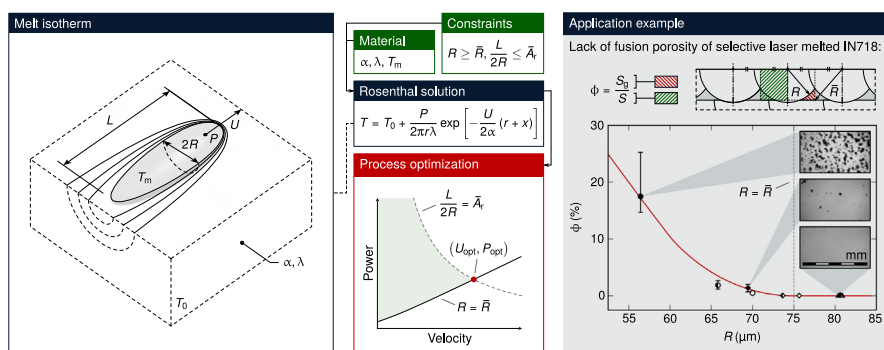 Melt isotherm
L
2R
P
U
T_m
α, λ
T_0
Constraints
R ≥ R̄, L/2R ≤ Ā_r
Material
α, λ, T_m
Rosenthal solution
T = T_0 + P/2πrλ exp [−U/2α (r + x)]
Process optimization
L/2R = Ā_r
(U_opt, P_opt)
R = R̄
Power
Velocity
Application example
Lack of fusion porosity of selective laser melted IN718:
ϕ = S_g/S
R
R̄
30
20
10
0
ϕ (%)
R = R̄
mm
55 60 65 70 75 80 85
R (μm)